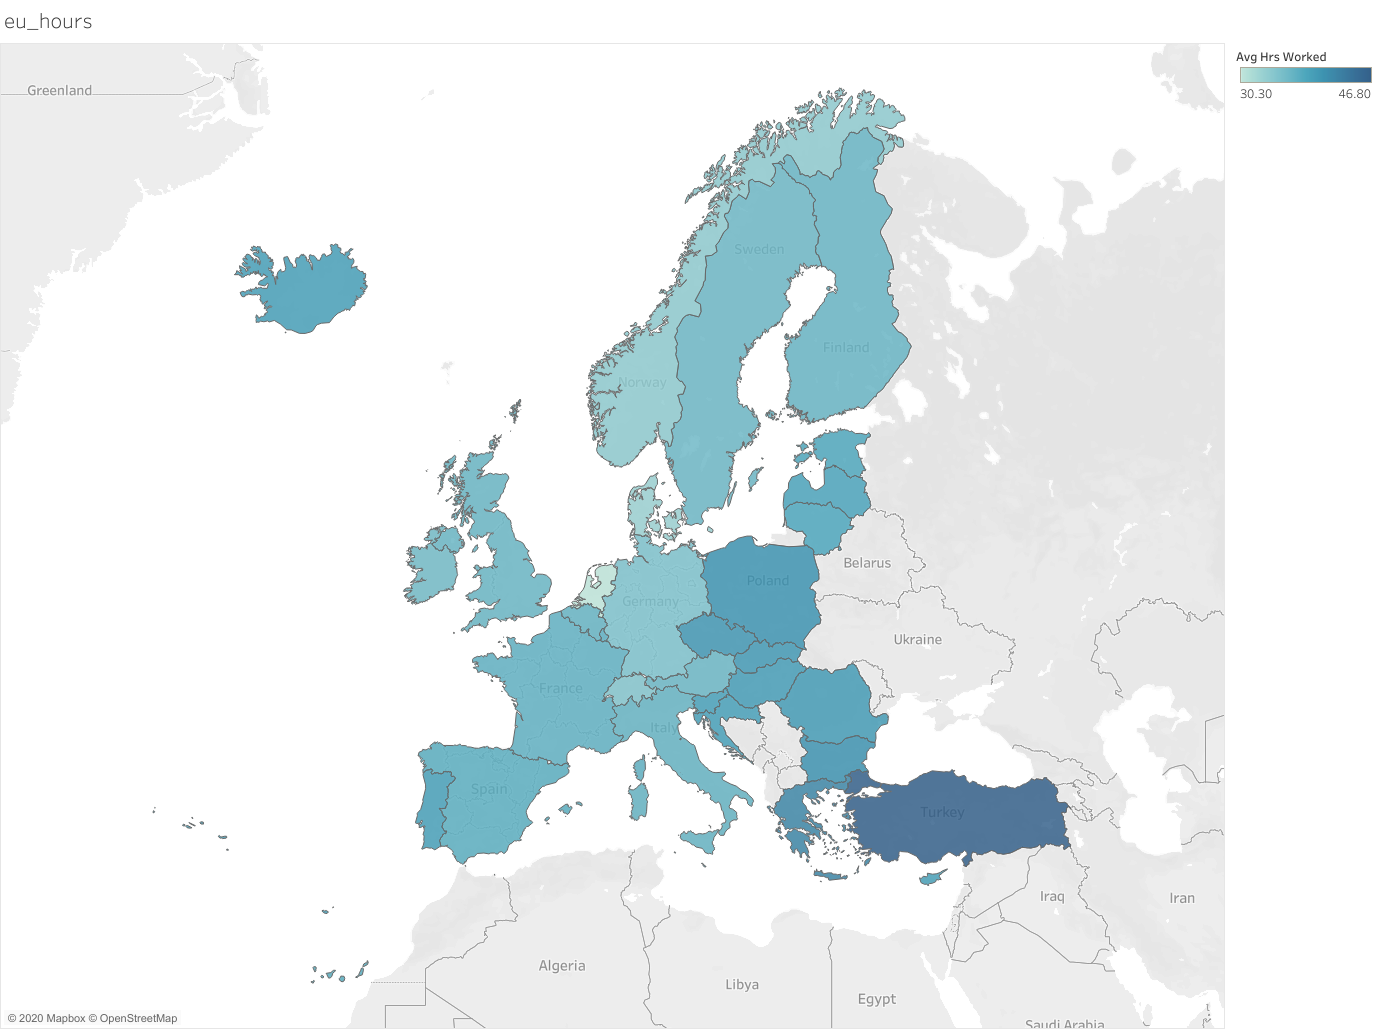 eu_hours
Avg Hrs Worked
30.30 46.80
Greenland
Sweden
Finland
Norway
Belarus
Poland
Germany
Ukraine
France
Italy
Spain
Turkey
Iraq
Iran
Algeria
Libya
Egypt
Saudi Arabia
© 2020 Mapbox © OpenStreetMap